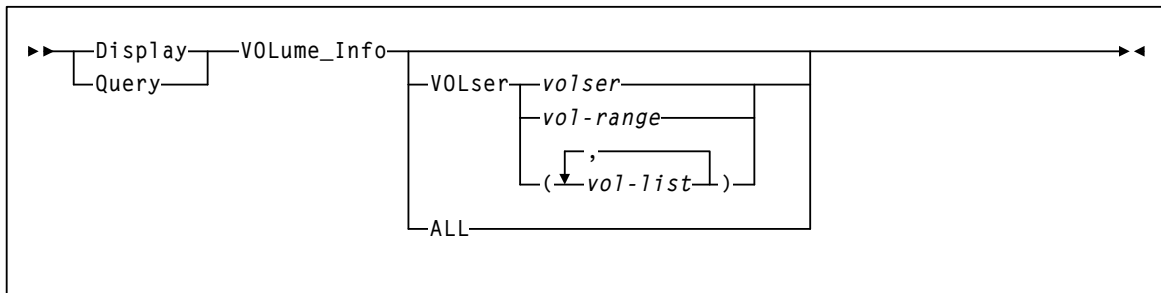 Display VOLume_Info
Query
VOLser volser
vol-range
,
( vol-list )
ALL